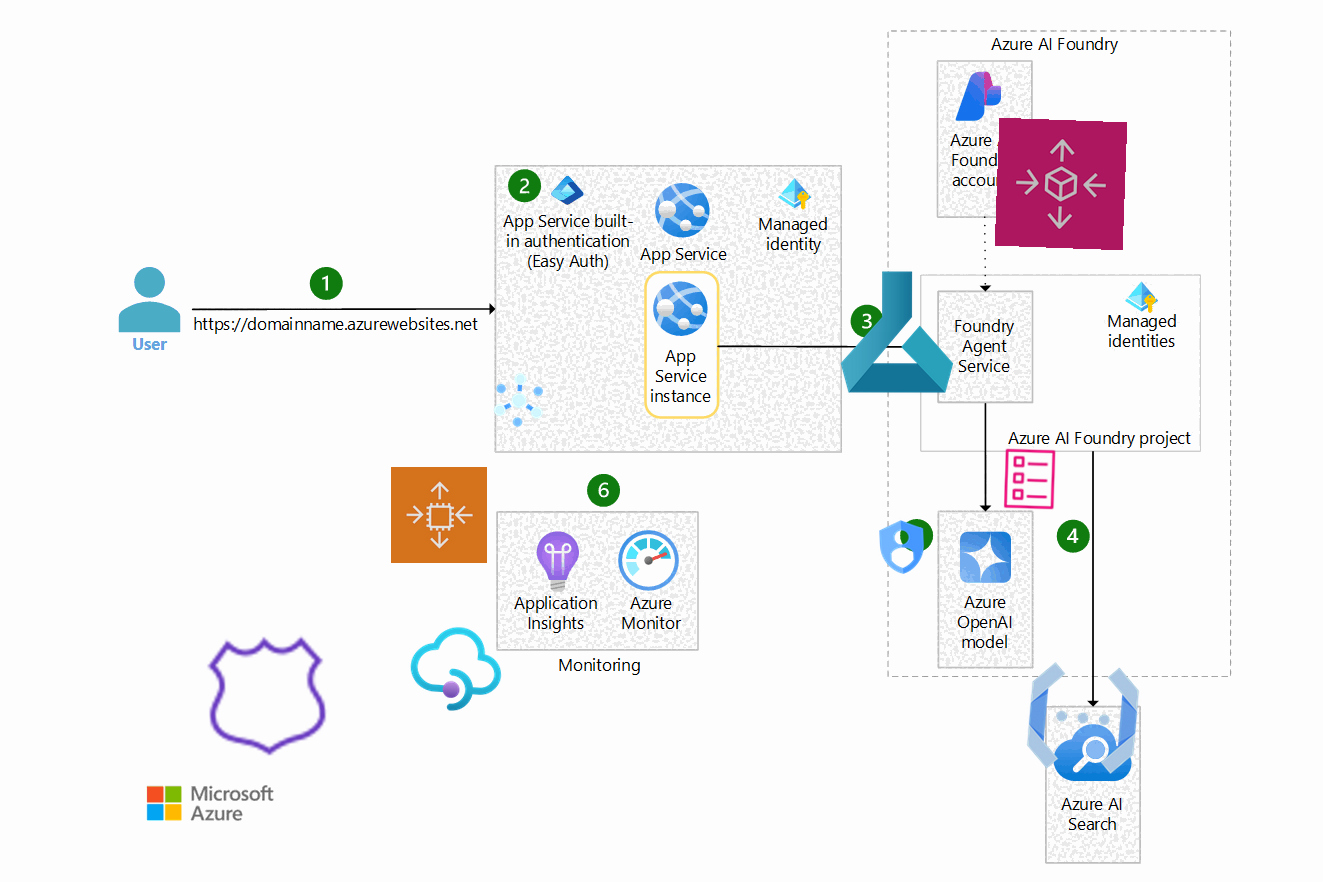 Azure AI Foundry
Azure
Found
accou
2
App Service built-
in authentication
(Easy Auth)
App Service
Managed
identity
1
https://domainname.azurewebsites.net
User
App
Service
instance
3
Foundry
Agent
Service
Managed
identities
Azure AI Foundry project
6
Application
Insights
Azure
Monitor
Monitoring
4
Azure
OpenAI
model
Azure AI
Search
Microsoft
Azure